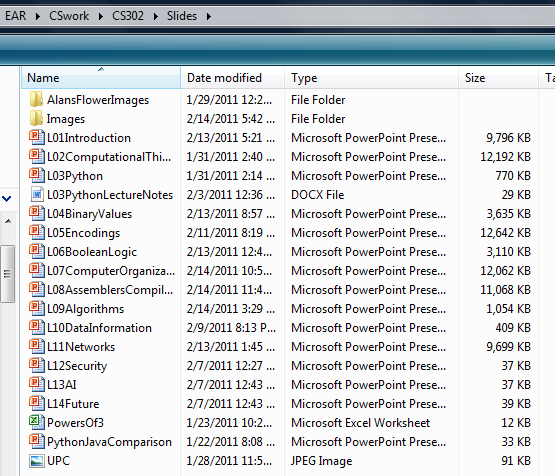 EAR CSwork CS302 Slides
Name Date modified Type Size Ta
AlansFlowerImages 1/29/2011 12:2... File Folder
Images 2/14/2011 5:42 ... File Folder
L01Introduction 2/13/2011 5:21 ... Microsoft PowerPoint Prese... 9,796 KB
L02ComputationalThi... 1/31/2011 2:40 ... Microsoft PowerPoint Prese... 12,192 KB
L03Python 1/31/2011 2:14 ... Microsoft PowerPoint Prese... 770 KB
L03PythonLectureNotes 2/3/2011 12:36 ... DOCX File 29 KB
L04BinaryValues 2/13/2011 8:57 ... Microsoft PowerPoint Prese... 3,635 KB
L05Encodings 2/11/2011 8:19 ... Microsoft PowerPoint Prese... 12,642 KB
L06BooleanLogic 2/13/2011 12:4... Microsoft PowerPoint Prese... 3,110 KB
L07ComputerOrganiza... 2/14/2011 10:5... Microsoft PowerPoint Prese... 12,062 KB
L08AssemblersCompil... 2/14/2011 11:4... Microsoft PowerPoint Prese... 11,068 KB
L09Algorithms 2/14/2011 3:29 ... Microsoft PowerPoint Prese... 1,054 KB
L10DataInformation 2/9/2011 8:13 P... Microsoft PowerPoint Prese... 409 KB
L11Networks 2/13/2011 1:45 ... Microsoft PowerPoint Prese... 9,699 KB
L12Security 2/7/2011 12:27 ... Microsoft PowerPoint Prese... 37 KB
L13AI 2/7/2011 12:43 ... Microsoft PowerPoint Prese... 37 KB
L14Future 2/7/2011 12:43 ... Microsoft PowerPoint Prese... 39 KB
PowersOf3 1/23/2011 10:2... Microsoft Excel Worksheet 12 KB
PythonJavaComparison 1/22/2011 8:08 ... Microsoft PowerPoint Prese... 33 KB
UPC 1/28/2011 11:5... JPEG Image 91 KB